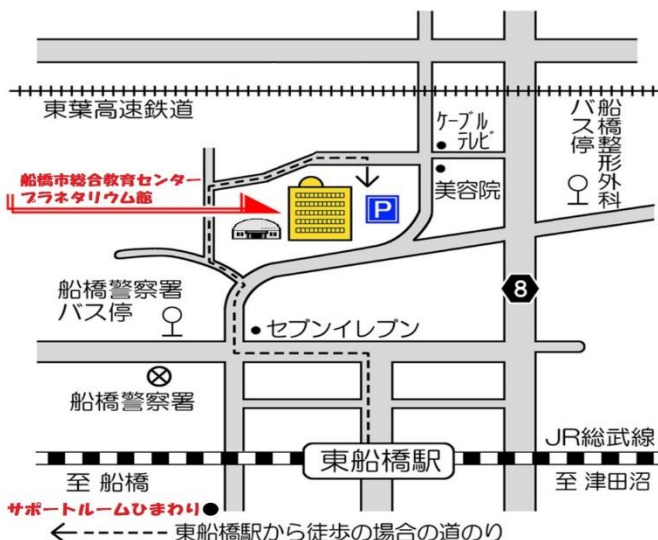 東葉高速鉄道
ケーブル
テレビ
船橋整形外科
バス停
船橋市総合教育センター
プラネタリウム館
美容院
P
船橋警察署
バス停
8
セブンイレブン
船橋警察署
JR総武線
東船橋駅
至 船橋
至 津田沼
サポートルームひまわり
東船橋駅から徒歩の場合の道のり